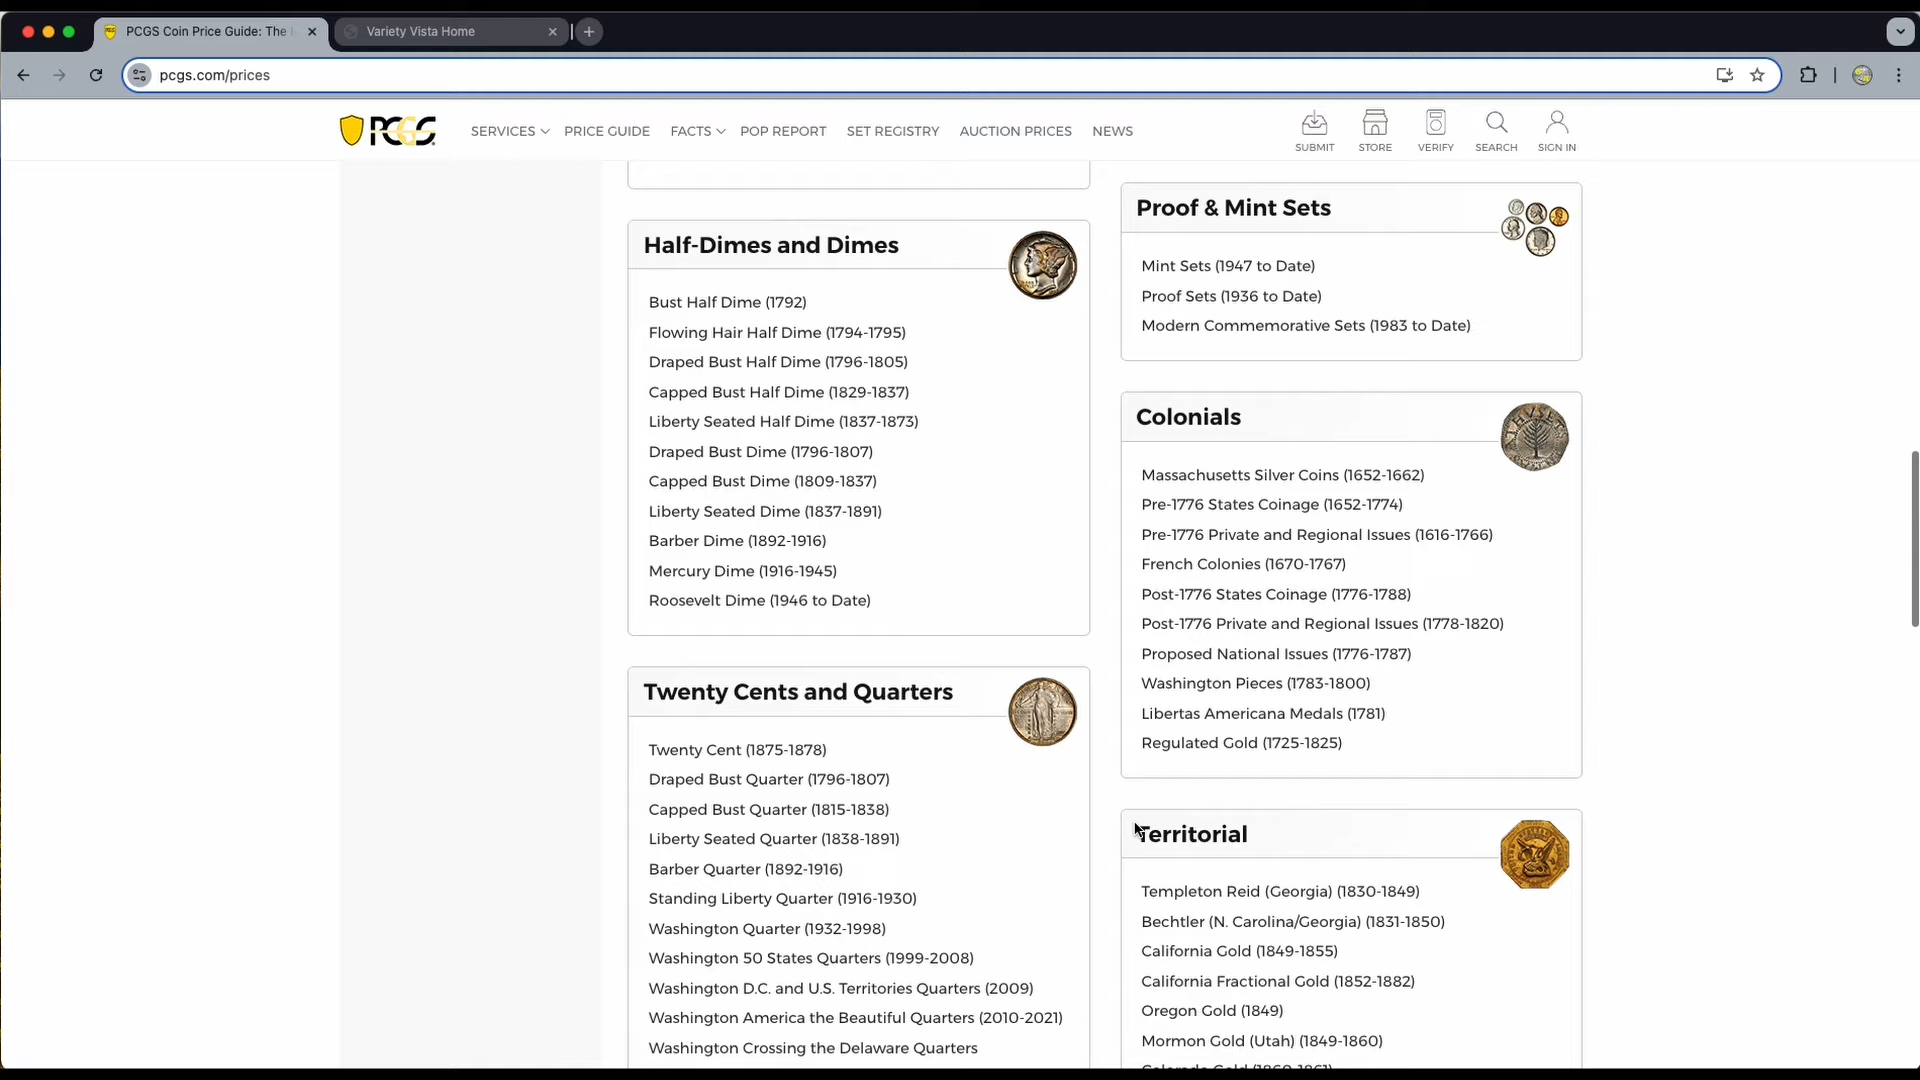 PCGS Coin Price Guide: The
Variety Vista Home
pcgs.com/prices
PCGS
SERVICES
PRICE GUIDE
FACTS
POP REPORT
SET REGISTRY
AUCTION PRICES
NEWS
SUBMIT
STORE
VERIFY
SEARCH
SIGN IN
Half-Dimes and Dimes
Bust Half Dime (1792)
Flowing Hair Half Dime (1794-1795)
Draped Bust Half Dime (1796-1805)
Capped Bust Half Dime (1829-1837)
Liberty Seated Half Dime (1837-1873)
Draped Bust Dime (1796-1807)
Capped Bust Dime (1809-1837)
Liberty Seated Dime (1837-1891)
Barber Dime (1892-1916)
Mercury Dime (1916-1945)
Roosevelt Dime (1946 to Date)
Twenty Cents and Quarters
Twenty Cent (1875-1878)
Draped Bust Quarter (1796-1807)
Capped Bust Quarter (1815-1838)
Liberty Seated Quarter (1838-1891)
Barber Quarter (1892-1916)
Standing Liberty Quarter (1916-1930)
Washington Quarter (1932-1998)
Washington 50 States Quarters (1999-2008)
Washington D.C. and U.S. Territories Quarters (2009)
Washington America the Beautiful Quarters (2010-2021)
Washington Crossing the Delaware Quarters
Proof & Mint Sets
Mint Sets (1947 to Date)
Proof Sets (1936 to Date)
Modern Commemorative Sets (1983 to Date)
Colonials
Massachusetts Silver Coins (1652-1662)
Pre-1776 States Coinage (1652-1774)
Pre-1776 Private and Regional Issues (1616-1766)
French Colonies (1670-1767)
Post-1776 States Coinage (1776-1788)
Post-1776 Private and Regional Issues (1778-1820)
Proposed National Issues (1776-1787)
Washington Pieces (1783-1800)
Libertas Americana Medals (1781)
Regulated Gold (1725-1825)
Territorial
Templeton Reid (Georgia) (1830-1849)
Bechtler (N. Carolina/Georgia) (1831-1850)
California Gold (1849-1855)
California Fractional Gold (1852-1882)
Oregon Gold (1849)
Mormon Gold (Utah) (1849-1860)
Colorado Gold (1860-1861)